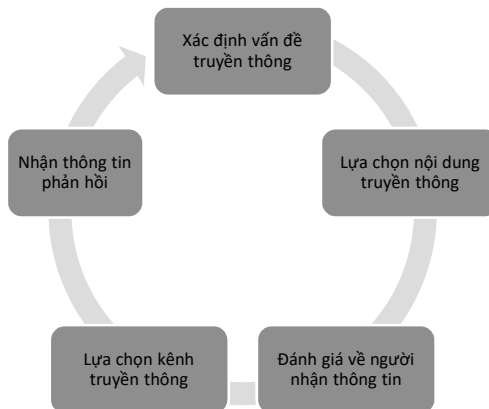 Xác định vấn đề
truyền thông
Lựa chọn nội dung
truyền thông
Đánh giá về người
nhận thông tin
Lựa chọn kênh
truyền thông
Nhận thông tin
phản hồi